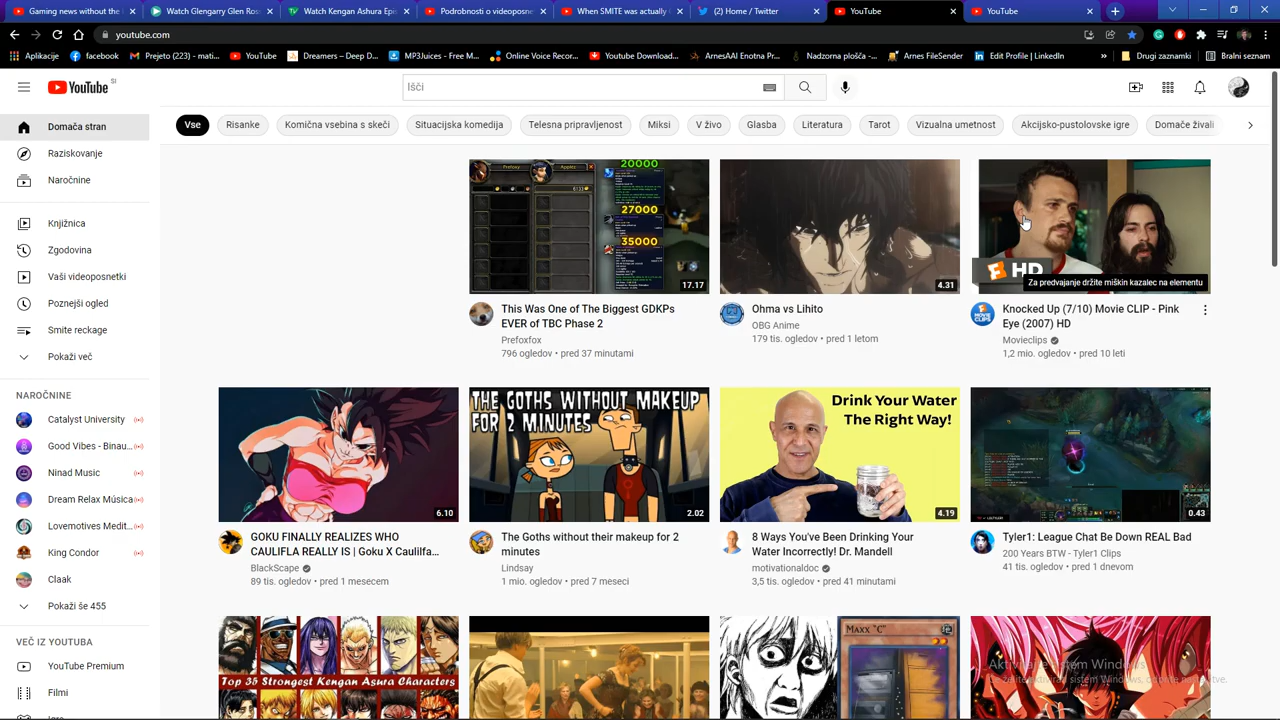 Gaming news without the
Watch Glengarry Glen Ros
Watch Kengan Ashura Epi
Podrobnosti o videoposne
When SMITE was actually
(2) Home / Twitter
YouTube
YouTube
youtube.com
Aplikacije
facebook
Prejeto (223) - mati...
YouTube
Dreamers – Deep D...
MP3Juices - Free M...
Online Voice Recor...
Youtube Download...
ArnesAAI Enotna Pr...
Nadzorna plošča -...
Arnes FileSender
Edit Profile | LinkedIn
»
Drugi zaznamki
Bralni seznam
YouTube SI
Išči
Domača stran
Raziskovanje
Naročnine
Knjižnica
Zgodovina
Vaši videoposnetki
Poznejši ogled
Smite reckage
Pokaži več
NAROČNINE
Catalyst University
Good Vibes - Binau...
Ninad Music
Dream Relax Música
Lovemotives Medit...
King Condor
Claak
Pokaži še 455
VEČ IZ YOUTUBA
YouTube Premium
Filmi
Vse
Risanke
Komična vsebina s skeči
Situacijska komedija
Telesna pripravljenost
Miksi
V živo
Glasba
Literatura
Tarot
Vizualna umetnost
Akcijsko-pustolovske igre
Domače živali
20000
27000
35000
17.17
This Was One of The Biggest GDKPs
EVER of TBC Phase 2
Prefoxfox
796 ogledov • pred 37 minutami
4.31
Ohma vs Lihito
OBG Anime
179 tis. ogledov • pred 1 letom
HD
Za predvajanje držite miškin kazalec na elementu
Knocked Up (7/10) Movie CLIP - Pink
Eye (2007) HD
Movieclips
1,2 mio. ogledov • pred 10 leti
6.10
GOKU FINALLY REALIZES WHO
CAULIFLA REALLY IS | Goku X Caulilfa...
BlackScape
89 tis. ogledov • pred 1 mesecem
THE GOTHS WITHOUT MAKEUP
FOR 2 MINUTES
2.02
The Goths without their makeup for 2
minutes
Lindsay
1 mio. ogledov • pred 7 meseci
Drink Your Water
The Right Way!
4.19
8 Ways You've Been Drinking Your
Water Incorrectly! Dr. Mandell
motivationaldoc
3,5 tis. ogledov • pred 41 minutami
0.43
Tyler1: League Chat Be Down REAL Bad
200 Years BTW - Tyler1 Clips
41 tis. ogledov • pred 1 dnevom
Top 35 Strongest Kengan Asura Characters
MAXX "C"